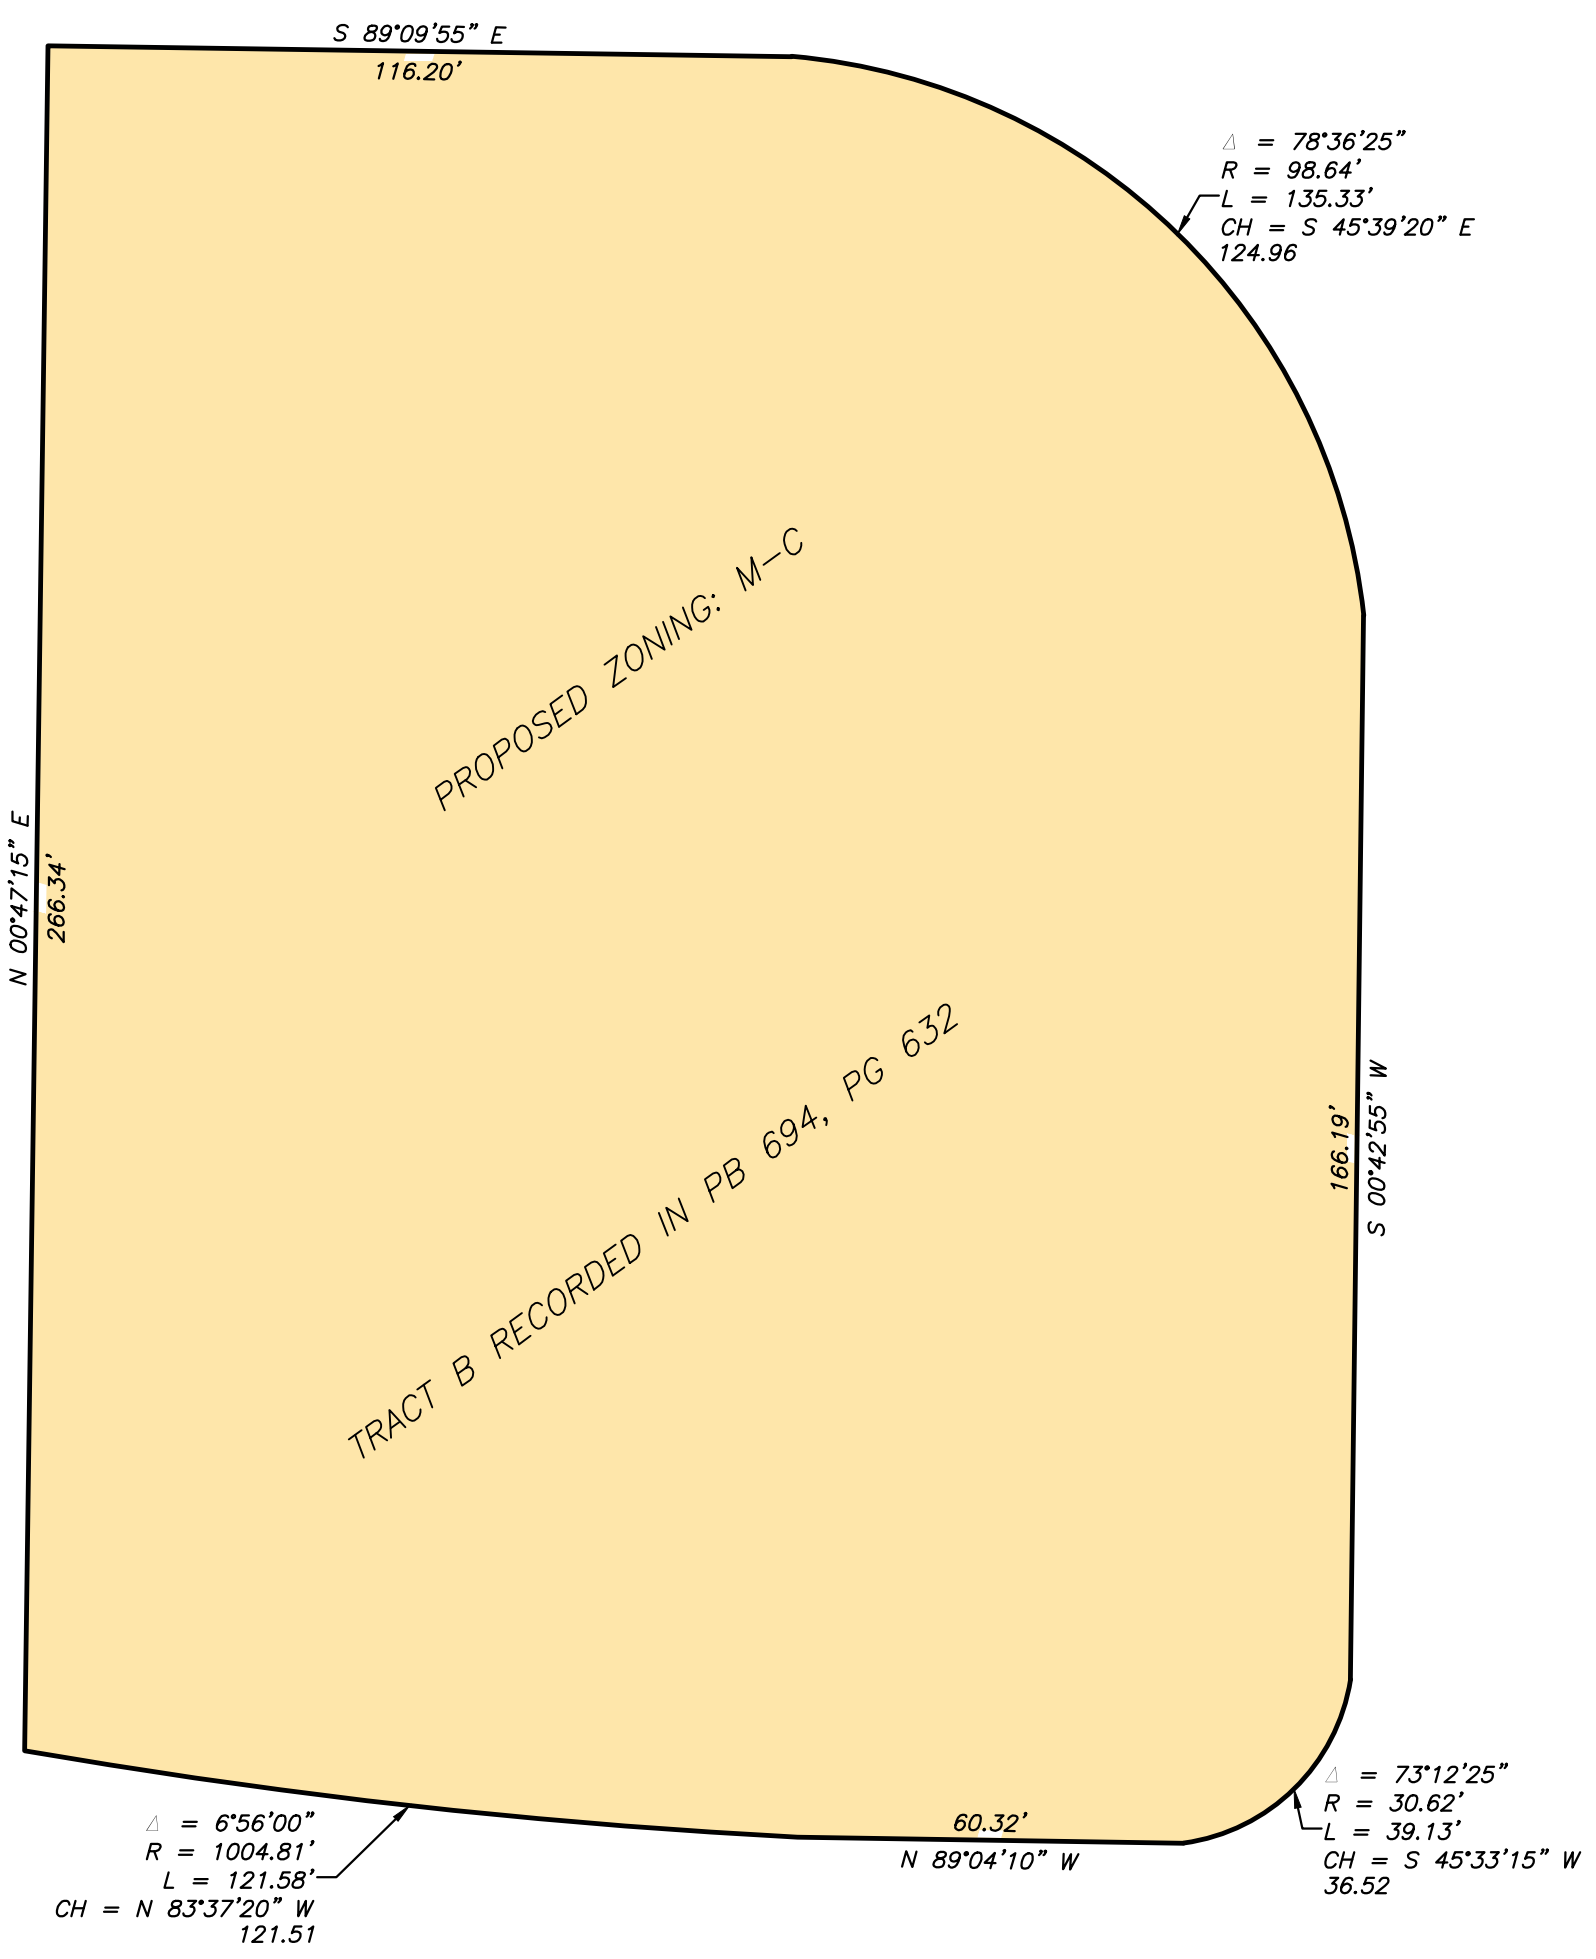 S 89°09'55" E
116.20'
Δ = 78°36'25"
R = 98.64'
L = 135.33'
CH = S 45°39'20" E
124.96
PROPOSED ZONING: M-C
N 00°47'15" E
266.34'
TRACT B RECORDED IN PB 694, PG 632
166.19'
S 00°42'55" W
Δ = 6°56'00"
R = 1004.81'
L = 121.58'
CH = N 83°37'20" W
121.51
60.32'
N 89°04'10" W
Δ = 73°12'25"
R = 30.62'
L = 39.13'
CH = S 45°33'15" W
36.52